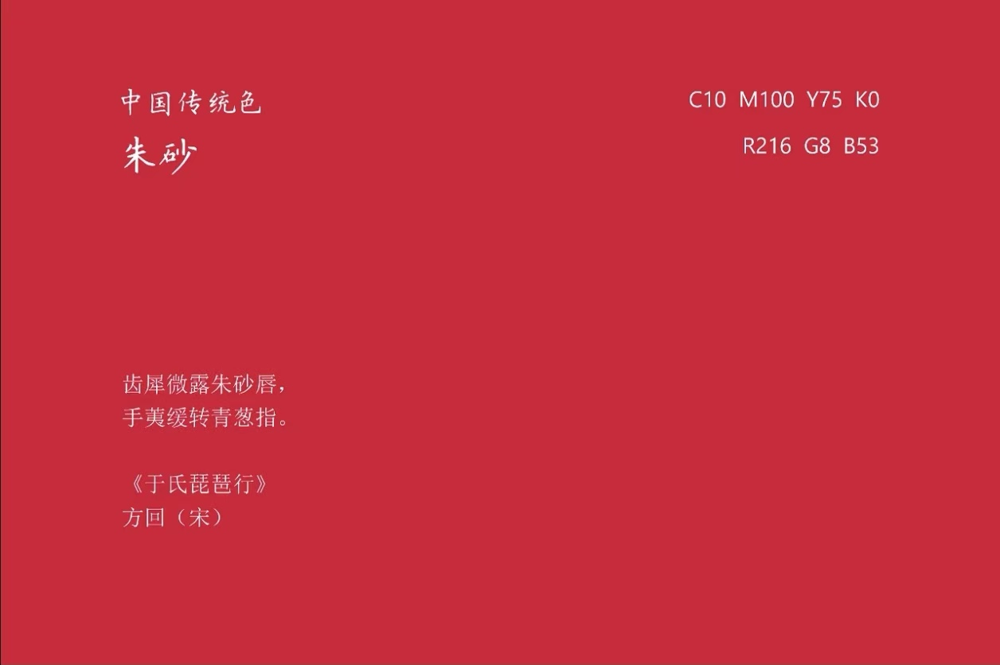 中国传统色
朱砂
C10 M100 Y75 K0
R216 G8 B53
齿犀微露朱砂唇，
手荑缓转青葱指。
《于氏琵琶行》
方回（宋）